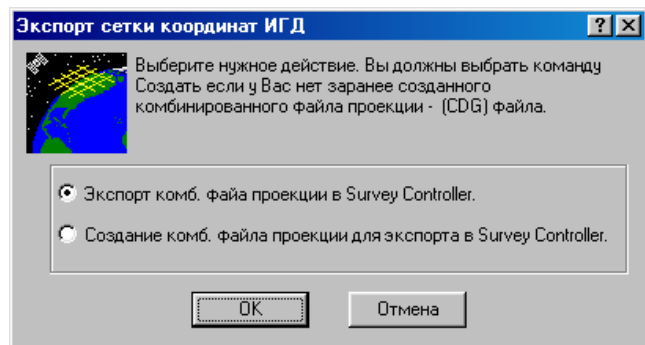 Экспорт сетки координат ИГД
Выберите нужное действие. Вы должны выбрать команду
Создать если у Вас нет заранее созданного
комбинированного файла проекции - (CDG) файла.
Экспорт комб. файа проекции в Survey Controller.
Создание комб. файла проекции для экспорта в Survey Controller.
OK
Отмена